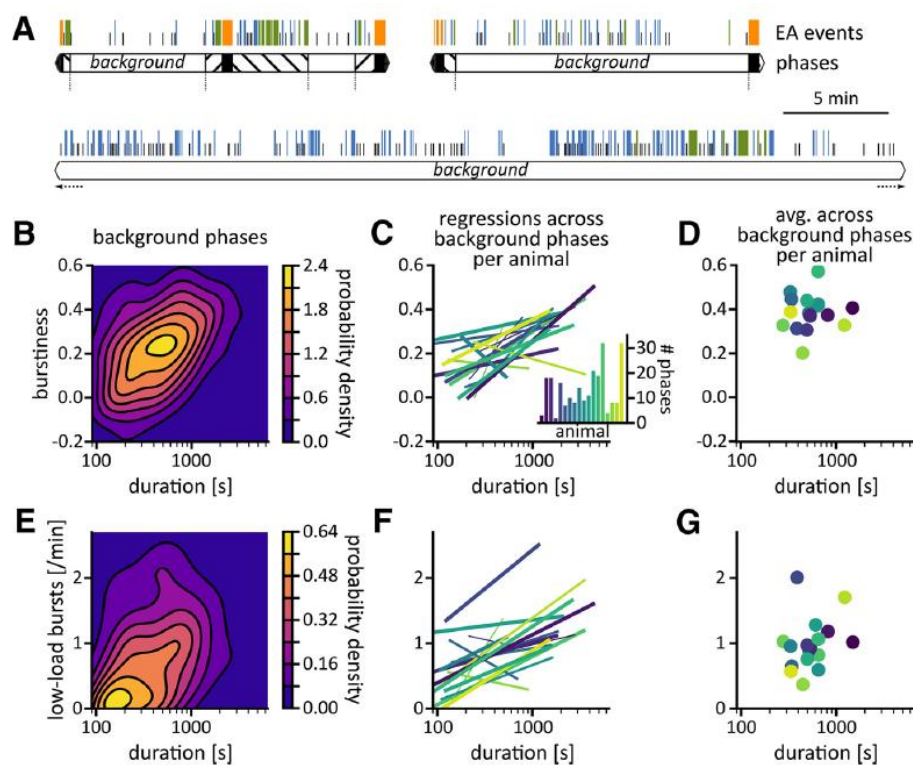 A
EA events
background
background
phases
5 min
background
B
background phases
0.6
0.4
0.2
0.0
-0.2
burstiness
100
1000
duration [s]
2.4
1.8
1.2
0.6
0.0
probability density
C
regressions across
background phases
per animal
0.6
0.4
0.2
0.0
-0.2
100
1000
duration [s]
30
20
10
0
# phases
animal
D
avg. across
background phases
per animal
0.6
0.4
0.2
0.0
-0.2
100
1000
duration [s]
E
2
1
0
low-load bursts [/min]
100
1000
duration [s]
0.64
0.48
0.32
0.16
0.00
probability density
F
2
1
0
100
1000
duration [s]
G
2
1
0
100
1000
duration [s]